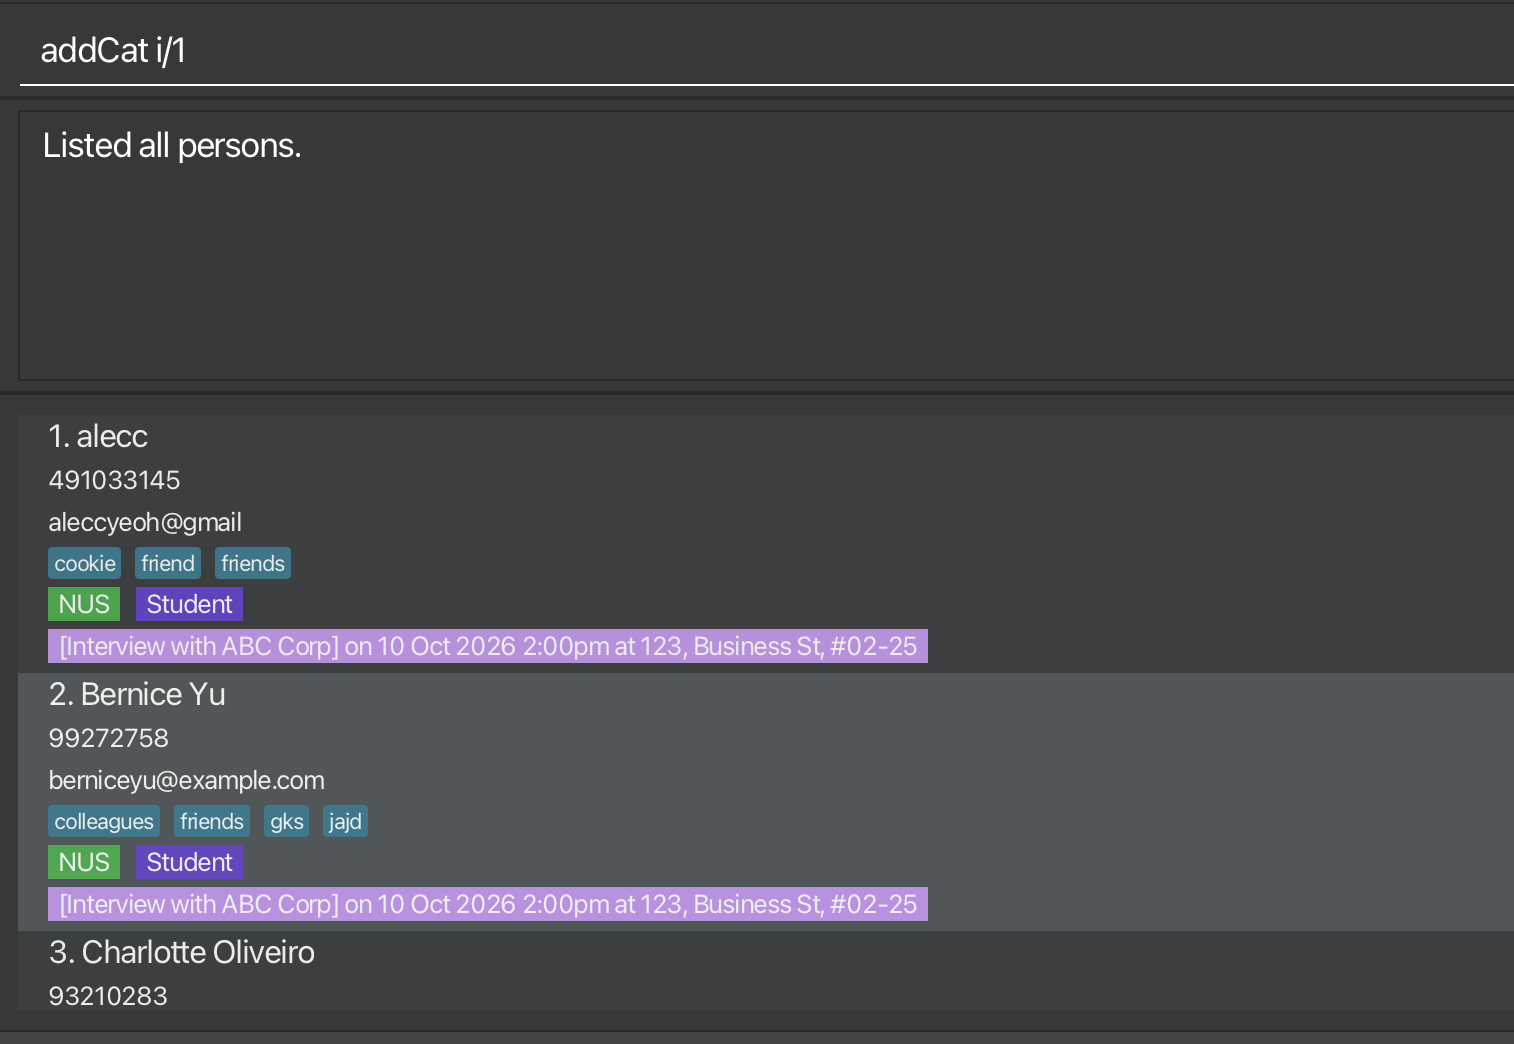 addCat i/1
Listed all persons.
1. alecc
491033145
aleccyeoh@gmail
cookie friend friends
NUS Student
[Interview with ABC Corp] on 10 Oct 2026 2:00pm at 123, Business St, #02-25
2. Bernice Yu
99272758
berniceyu@example.com
colleagues friends gks jajd
NUS Student
[Interview with ABC Corp] on 10 Oct 2026 2:00pm at 123, Business St, #02-25
3. Charlotte Oliveiro
93210283